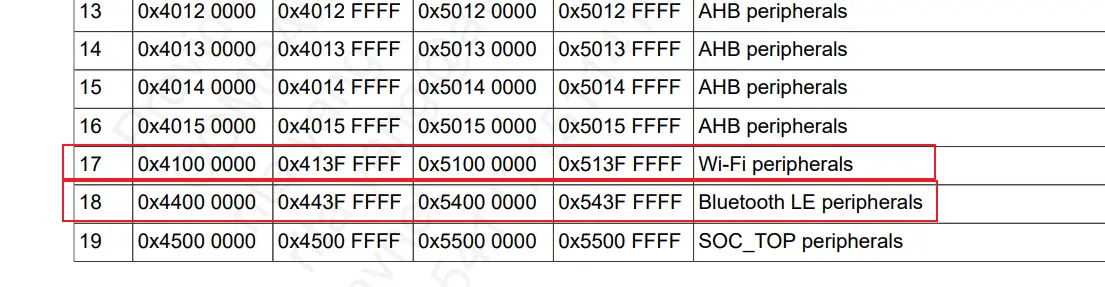 13 0x4012 0000 0x4012 FFFF 0x5012 0000 0x5012 FFFF AHB peripherals
14 0x4013 0000 0x4013 FFFF 0x5013 0000 0x5013 FFFF AHB peripherals
15 0x4014 0000 0x4014 FFFF 0x5014 0000 0x5014 FFFF AHB peripherals
16 0x4015 0000 0x4015 FFFF 0x5015 0000 0x5015 FFFF AHB peripherals
17 0x4100 0000 0x413F FFFF 0x5100 0000 0x513F FFFF Wi-Fi peripherals
18 0x4400 0000 0x443F FFFF 0x5400 0000 0x543F FFFF Bluetooth LE peripherals
19 0x4500 0000 0x4500 FFFF 0x5500 0000 0x5500 FFFF SOC_TOP peripherals